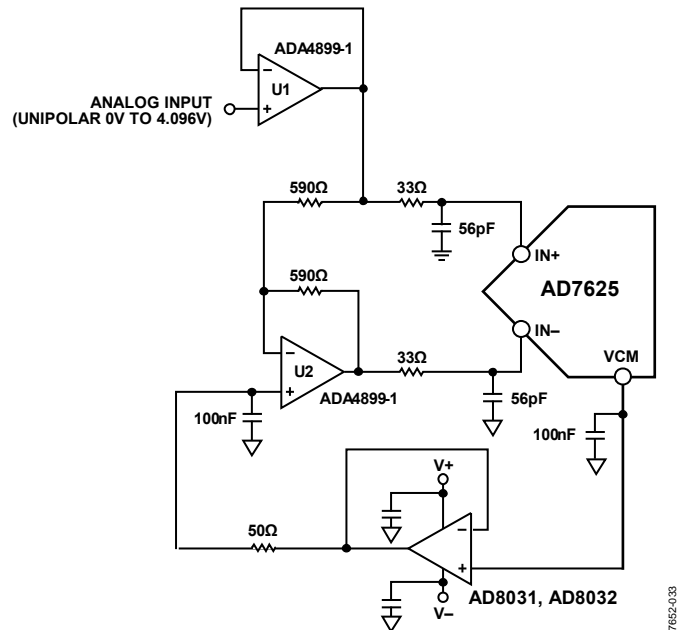 ADA4899-1
U1
ANALOG INPUT
(UNIPOLAR 0V TO 4.096V)
590Ω
33Ω
56pF
IN+
AD7625
590Ω
IN–
VCM
U2
33Ω
ADA4899-1
56pF
100nF
100nF
V+
50Ω
AD8031, AD8032
V–
7652-033